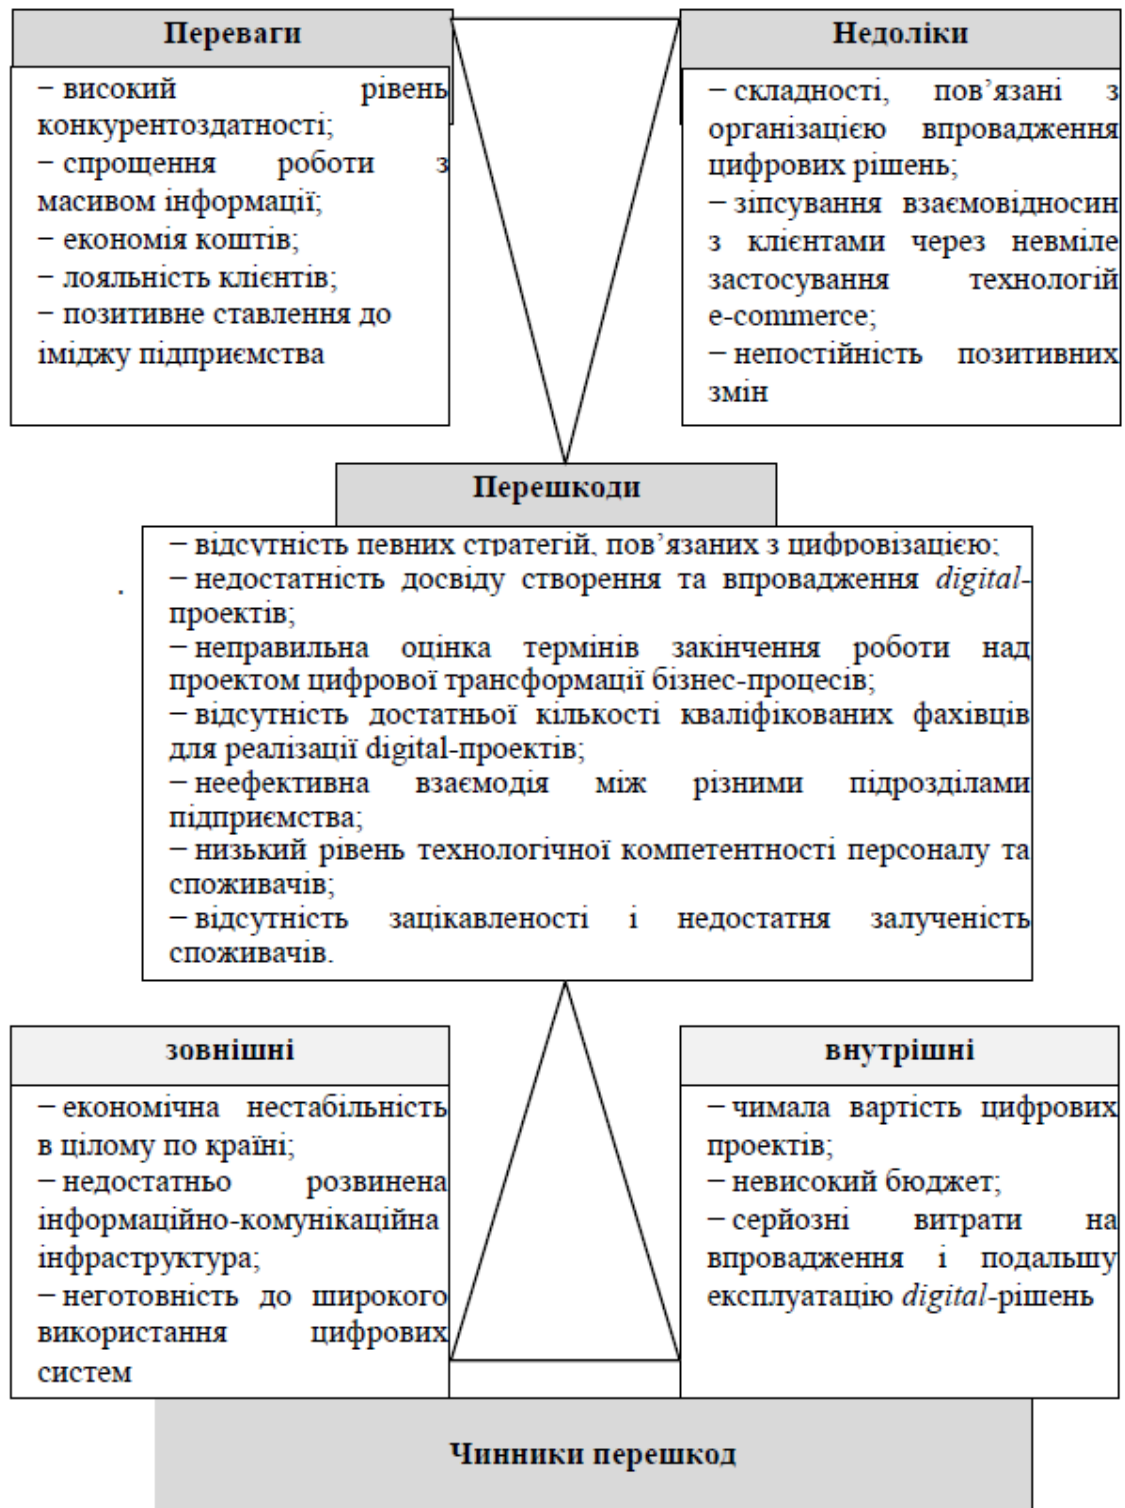 Переваги
– високий рівень
конкурентоздатності;
– спрощення роботи з
масивом інформації;
– економія коштів;
– лояльність клієнтів;
– позитивне ставлення до
іміджу підприємства
Недоліки
– складності, пов’язані з
організацією впровадження
цифрових рішень;
– зіпсування взаємовідносин
з клієнтами через невміле
застосування технологій
e-commerce;
– непостійність позитивних
змін
Перешкоди
– відсутність певних стратегій, пов’язаних з цифровізацією;
– недостатність досвіду створення та впровадження digital-
проектів;
– неправильна оцінка термінів закінчення роботи над
проектом цифрової трансформації бізнес-процесів;
– відсутність достатньої кількості кваліфікованих фахівців
для реалізації digital-проектів;
– неефективна взаємодія між різними підрозділами
підприємства;
– низький рівень технологічної компетентності персоналу та
споживачів;
– відсутність зацікавленості і недостатня залученість
споживачів.
зовнішні
– економічна нестабільність
в цілому по країні;
– недостатньо розвинена
інформаційно-комунікаційна
інфраструктура;
– неготовність до широкого
використання цифрових
систем
внутрішні
– чимала вартість цифрових
проектів;
– невисокий бюджет;
– серйозні витрати на
впровадження і подальшу
експлуатацію digital-рішень
Чинники перешкод